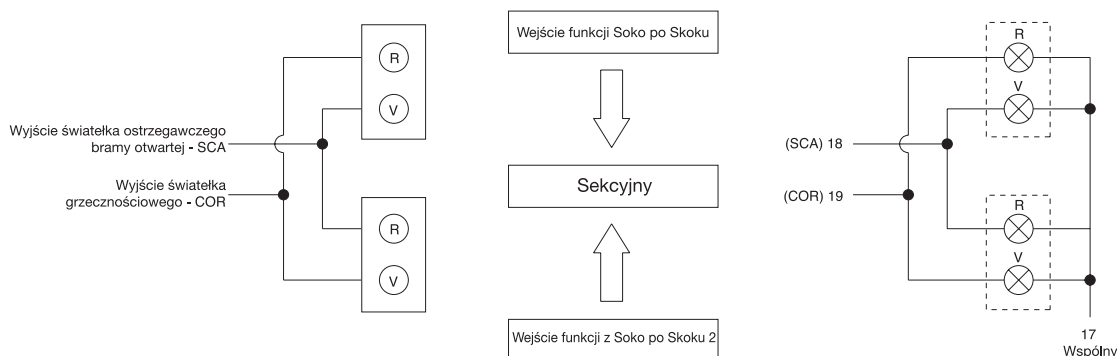 R
V
Wyjście światełka ostrzegawczego
bramy otwartej - SCA
Wyjście światełka
grzecznościowego - COR
R
V
Wejście funkcji Soko po Skoku
Sekcyjny
Wejście funkcji z Soko po Skoku 2
R
V
(SCA) 18
(COR) 19
R
V
17
Wspólny